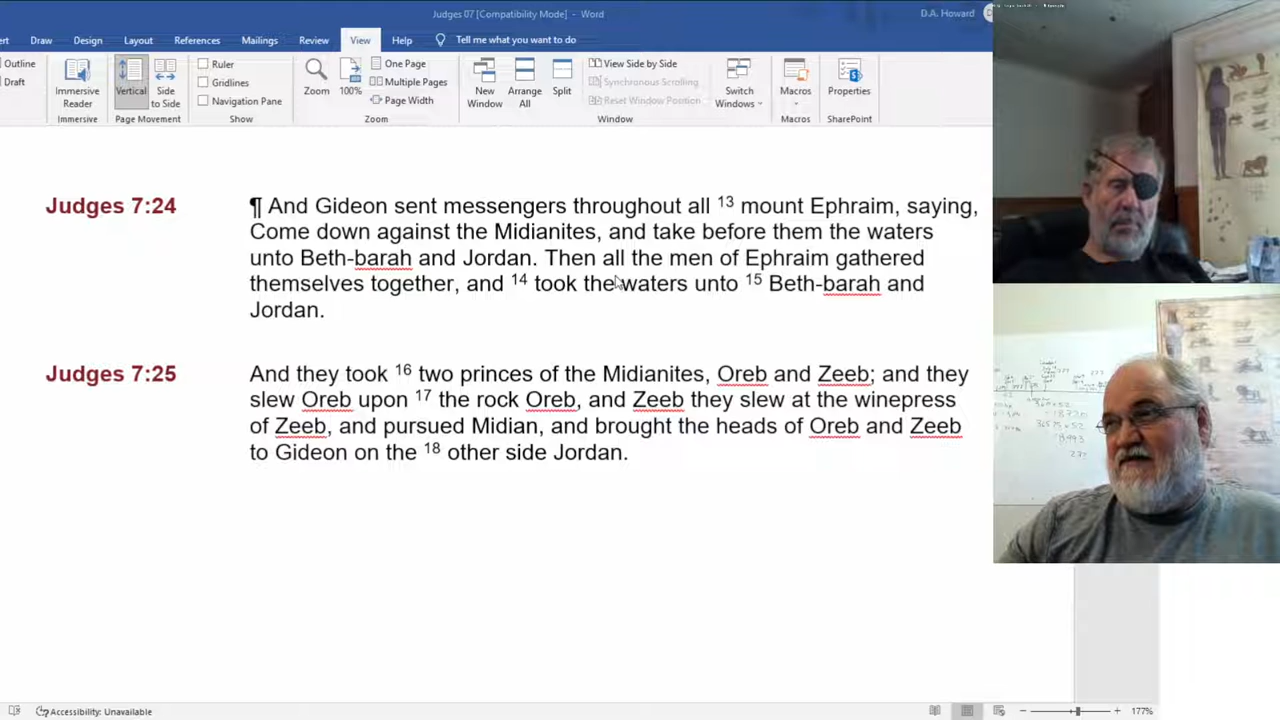 Judges 07 [Compatibility Mode] - Word
D.A. Howard
ert Draw Design Layout References Mailings Review View Help Tell me what you want to do
Outline
Draft
Immersive
Reader
Immersive
Vertical
Side
to Side
Page Movement
Ruler
Gridlines
Navigation Pane
Show
Zoom
100%
One Page
Multiple Pages
Page Width
Zoom
New
Window
Arrange
All
Split
View Side by Side
Synchronous Scrolling
Reset Window Position
Switch
Windows
Window
Macros
Macros
Properties
SharePoint
Judges 7:24
¶ And Gideon sent messengers throughout all 13 mount Ephraim, saying,
Come down against the Midianites, and take before them the waters
unto Beth-barah and Jordan. Then all the men of Ephraim gathered
themselves together, and 14 took the waters unto 15 Beth-barah and
Jordan.
Judges 7:25
And they took 16 two princes of the Midianites, Oreb and Zeeb; and they
slew Oreb upon 17 the rock Oreb, and Zeeb they slew at the winepress
of Zeeb, and pursued Midian, and brought the heads of Oreb and Zeeb
to Gideon on the 18 other side Jordan.
Accessibility: Unavailable
177%